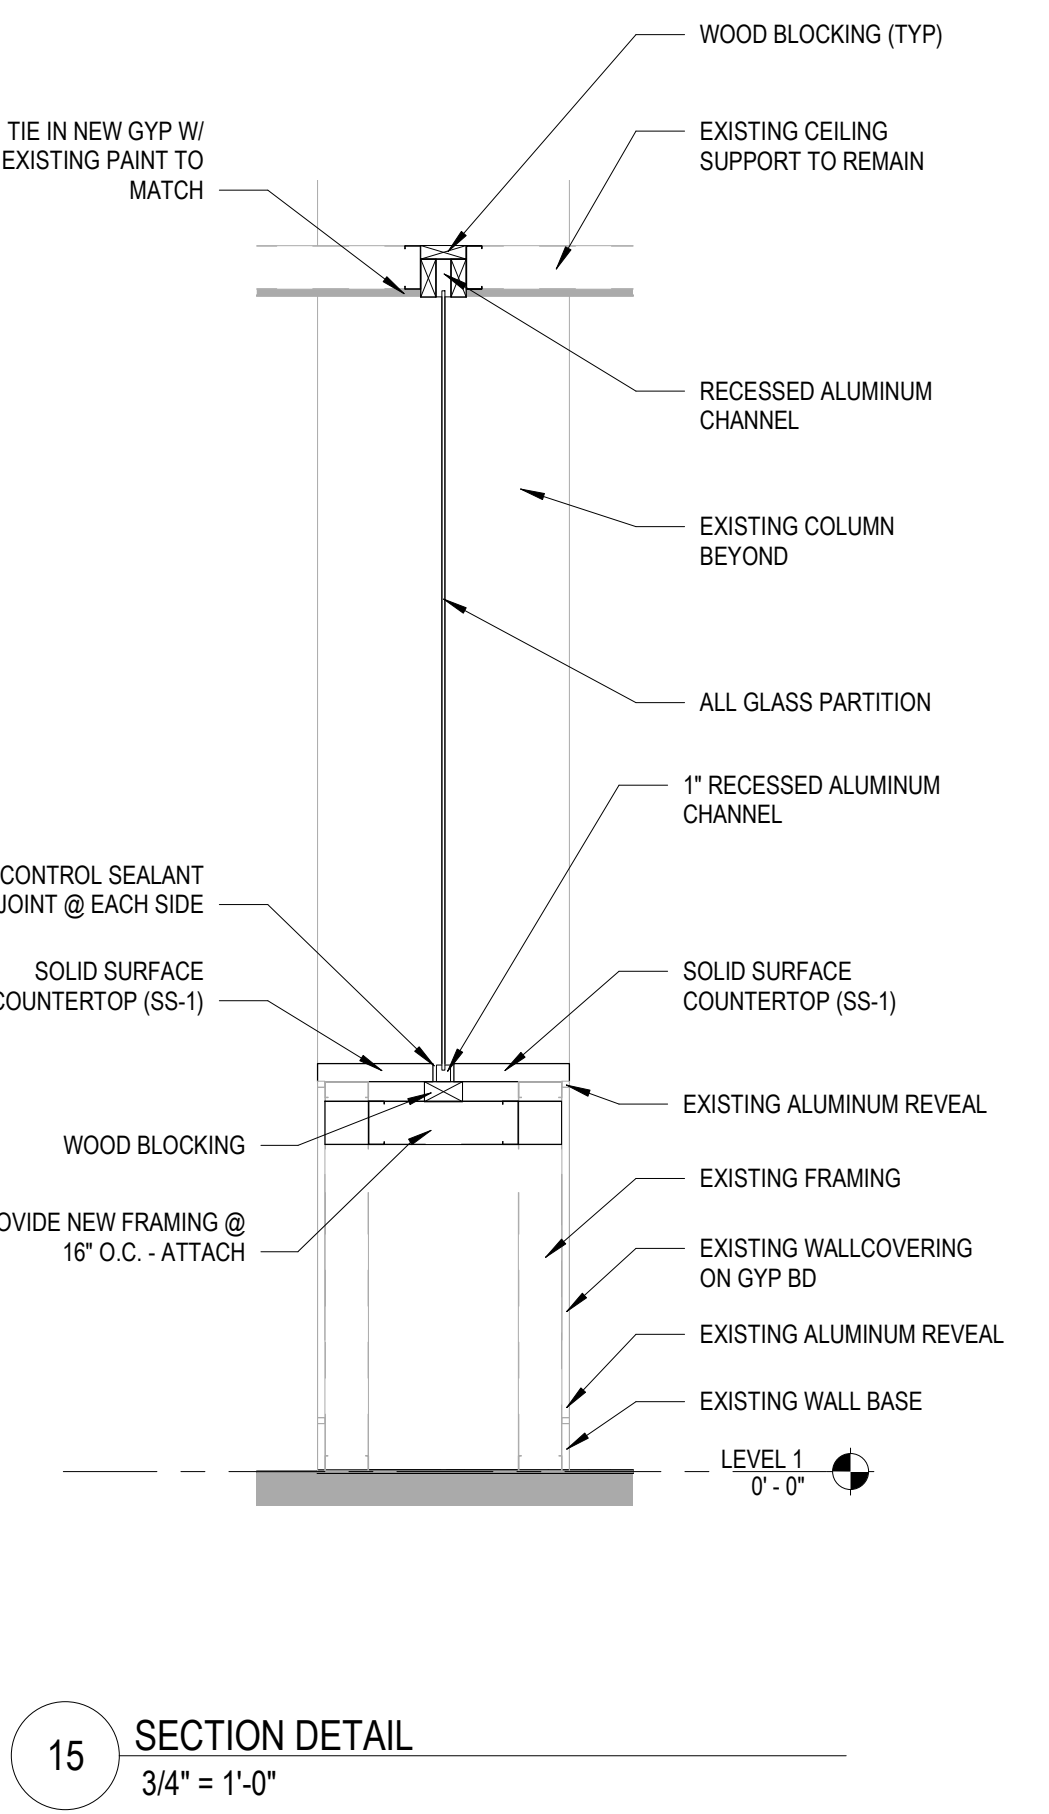 WOOD BLOCKING (TYP)
TIE IN NEW GYP W/
EXISTING PAINT TO
MATCH
EXISTING CEILING
SUPPORT TO REMAIN
RECESSED ALUMINUM
CHANNEL
EXISTING COLUMN
BEYOND
ALL GLASS PARTITION
1" RECESSED ALUMINUM
CHANNEL
CONTROL SEALANT
JOINT @ EACH SIDE
SOLID SURFACE
COUNTERTOP (SS-1)
SOLID SURFACE
COUNTERTOP (SS-1)
EXISTING ALUMINUM REVEAL
WOOD BLOCKING
EXISTING FRAMING
OVIDE NEW FRAMING @
16" O.C. - ATTACH
EXISTING WALLCOVERING
ON GYP BD
EXISTING ALUMINUM REVEAL
EXISTING WALL BASE
LEVEL 1
0' - 0"
15
SECTION DETAIL
3/4" = 1'-0"